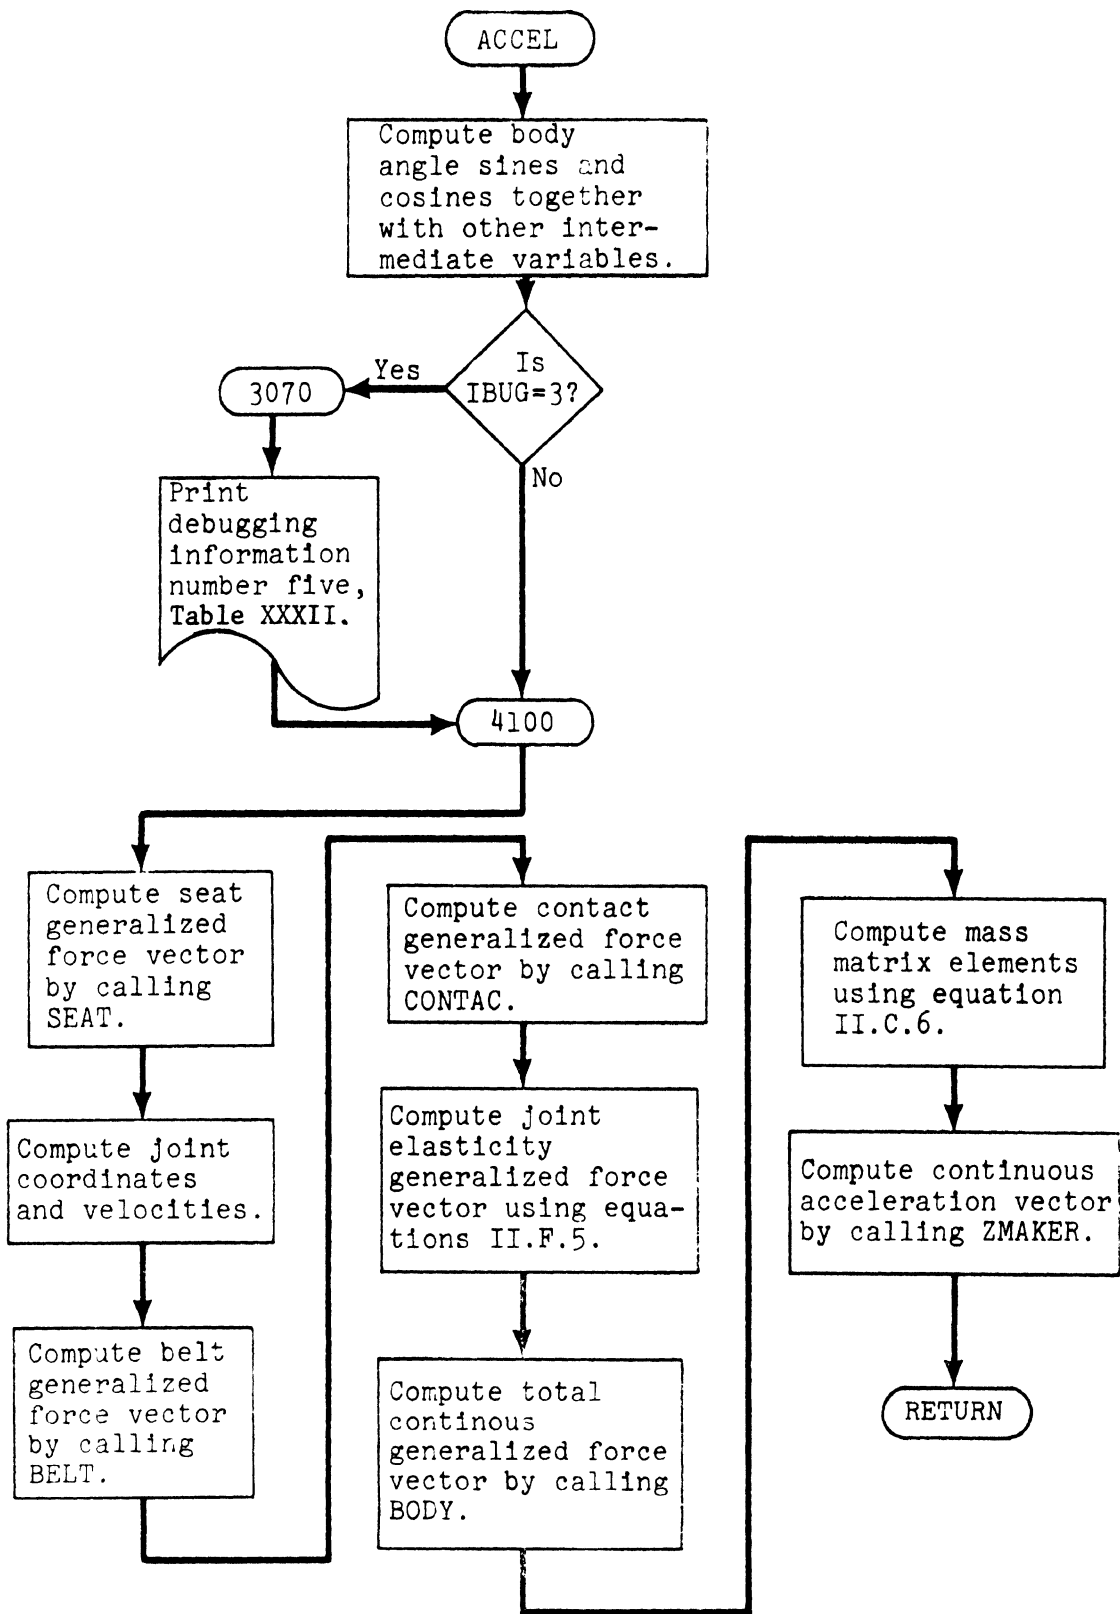 ACCEL
Compute body
angle sines and
cosines together
with other inter-
mediate variables.
Is
IBUG=3?
Yes
No
3070
Print
debugging
information
number five,
Table XXXII.
4100
Compute seat
generalized
force vector
by calling
SEAT.
Compute joint
coordinates
and velocities.
Compute belt
generalized
force vector
by calling
BELT.
Compute contact
generalized force
vector by calling
CONTAC.
Compute joint
elasticity
generalized force
vector using equa-
tions II.F.5.
Compute total
continous
generalized force
vector by calling
BODY.
Compute mass
matrix elements
using equation
II.C.6.
Compute continuous
acceleration vector
by calling ZMAKER.
RETURN